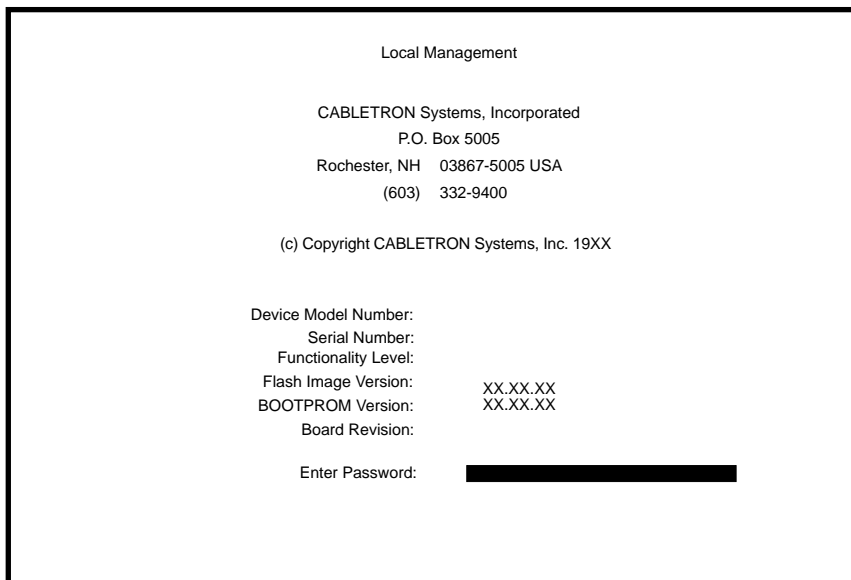 Local Management
CABLETRON Systems, Incorporated
P.O. Box 5005
Rochester, NH 03867-5005 USA
(603) 332-9400
(c) Copyright CABLETRON Systems, Inc. 19XX
Device Model Number:
Serial Number:
Functionality Level:
Flash Image Version: XX.XX.XX
BOOTPROM Version: XX.XX.XX
Board Revision:
Enter Password: